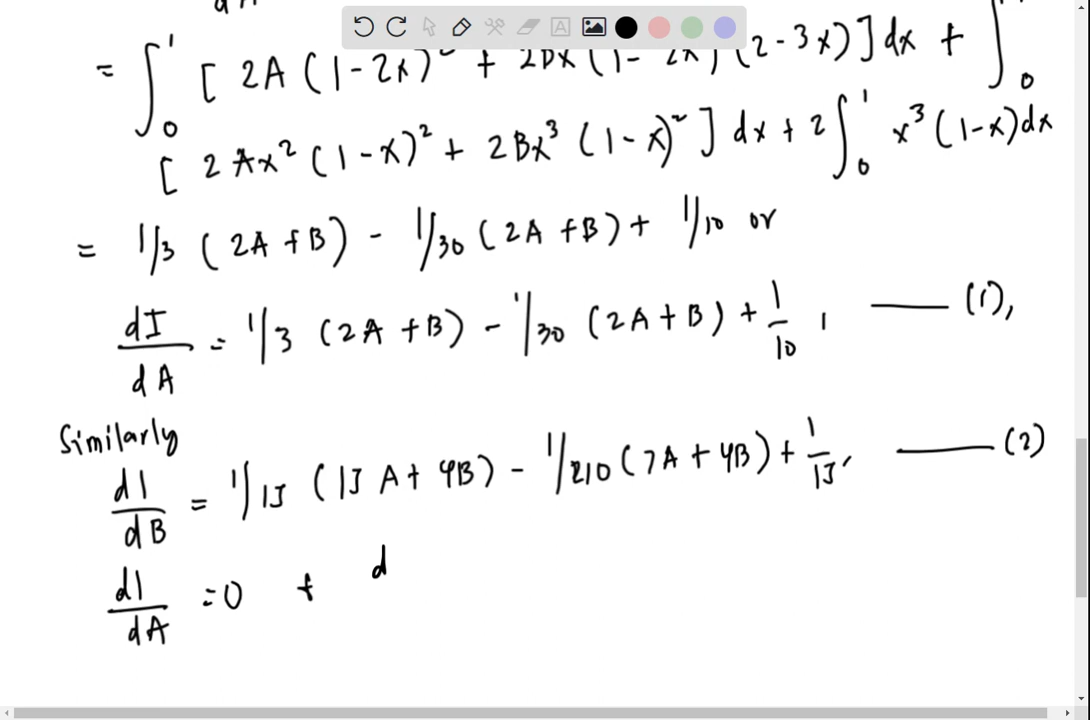 = ∫₀¹ [ 2A (1-2x)² + 2Bx (1-2x) (2-3x) ] dx + ∫₀
[ 2Ax² (1-x)² + 2Bx³ (1-x)² ] dx + 2∫₀¹ x³ (1-x) dx
= 1/3 (2A + B) - 1/30 (2A + B) + 1/10 or
dI/dA = 1/3 (2A + B) - 1/30 (2A + B) + 1/10 , —— (1),
Similarly
dI/dB = 1/15 (15 A + 4B) - 1/210 (7A + 4B) + 1/15, —— (2)
dI/dA = 0 + d